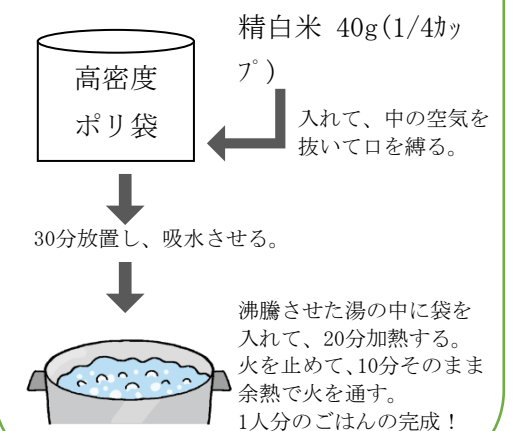 精白米 40g(1/4ｶｯ
ﾌﾟ)
高密度
ポリ袋
入れて、中の空気を
抜いて口を縛る。
30分放置し、吸水させる。
沸騰させた湯の中に袋を
入れて、20分加熱する。
火を止めて、10分そのまま
余熱で火を通す。
1人分のごはんの完成！